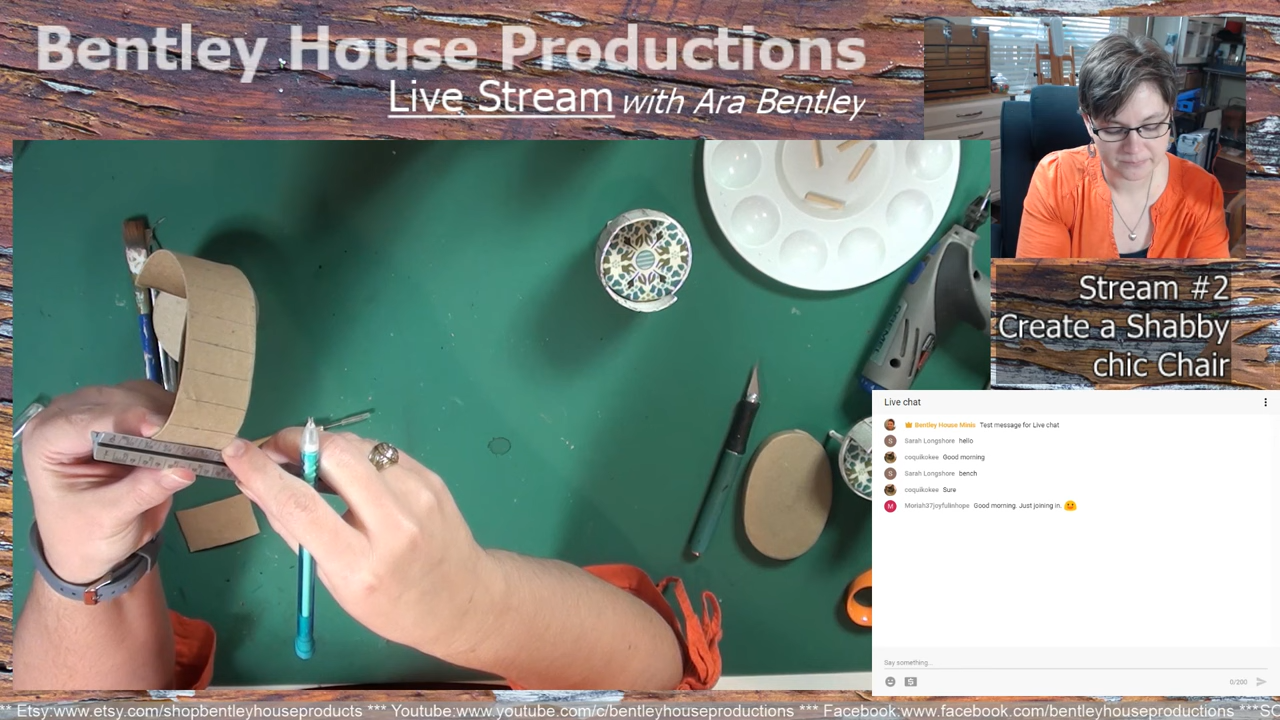 Bentley House Productions
Live Stream with Ara Bentley
Stream #2
Create a Shabby
chic Chair
Live chat
Bentley House Minis Test message for Live chat
S Sarah Longshore hello
coquikokee Good morning
S Sarah Longshore bench
coquikokee Sure
M Moriah37joyfulinhope Good morning. Just joining in.
Say something...
0/200
** Etsy:www.etsy.com/shopbentleyhouseproducts *** Youtube:www.youtube.com/c/bentleyhouseproductions *** Facebook:www.facebook.com/bentleyhouseproductions ***SC